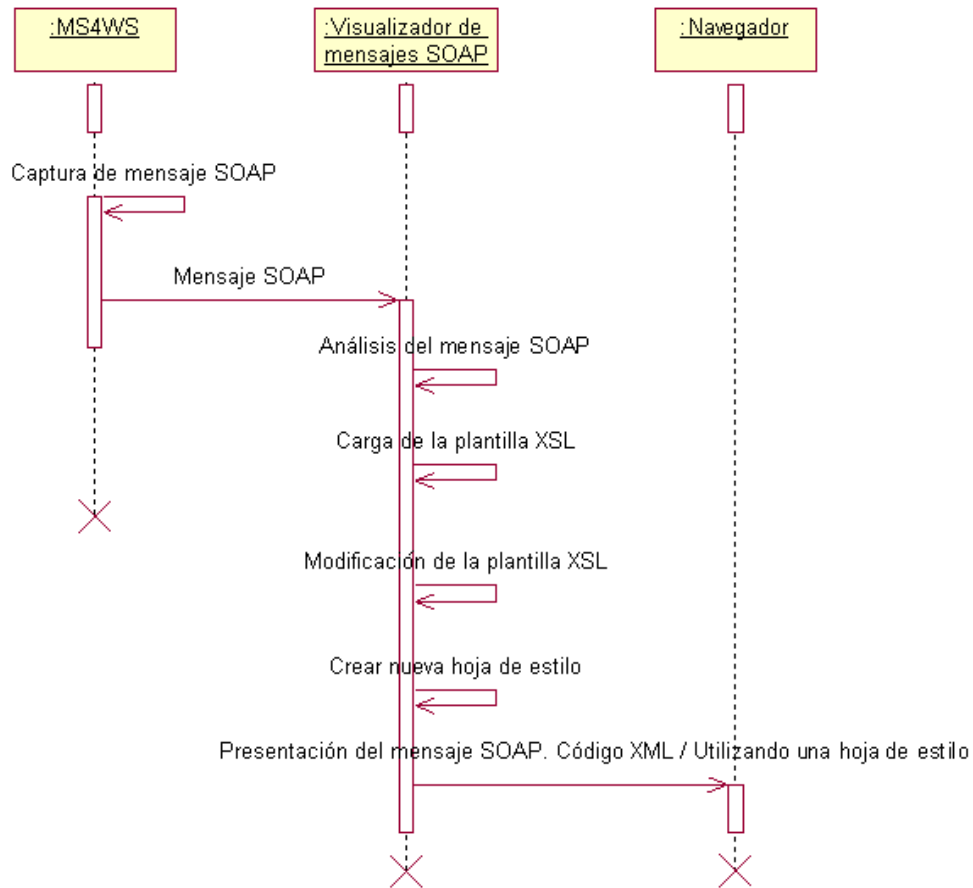 :MS4WS
:Visualizador de
mensajes SOAP
:Navegador
Captura de mensaje SOAP
Mensaje SOAP
Análisis del mensaje SOAP
Carga de la plantilla XSL
Modificación de la plantilla XSL
Crear nueva hoja de estilo
Presentación del mensaje SOAP. Código XML / Utilizando una hoja de estilo